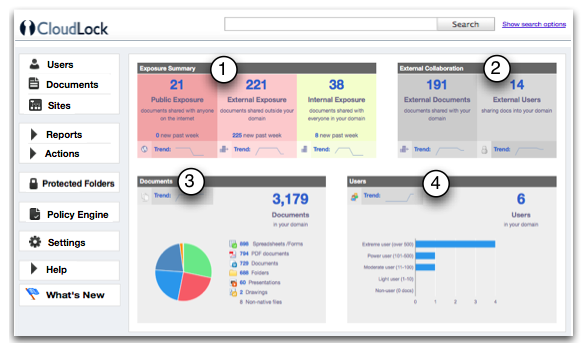 CloudLock
Search
Show search options
Users
Documents
Sites
Reports
Actions
Protected Folders
Policy Engine
Settings
Help
What's New
Exposure Summary
1
21
Public Exposure
documents shared with anyone
on the internet
0 new past week
Trend:
221
External Exposure
documents shared outside your
domain
225 new past week
Trend:
38
Internal Exposure
documents shared with
everyone in your domain
8 new past week
Trend:
External Collaboration
2
191
External Documents
documents shared with your
domain
Trend:
14
External Users
sharing docs into your domain
Trend:
Documents
3
Trend:
3,179
Documents
in your domain
Spreadsheets /Forms
794 PDF documents
729 Documents
Folders
60 Presentations
2 Drawings
Non-native files
Users
4
Trend:
6
Users
in your domain
Extreme user (over 500)
Power user (101-500)
Moderate user (11-100)
Light user (1-10)
Non-user (0 docs)
0 1 2 3 4